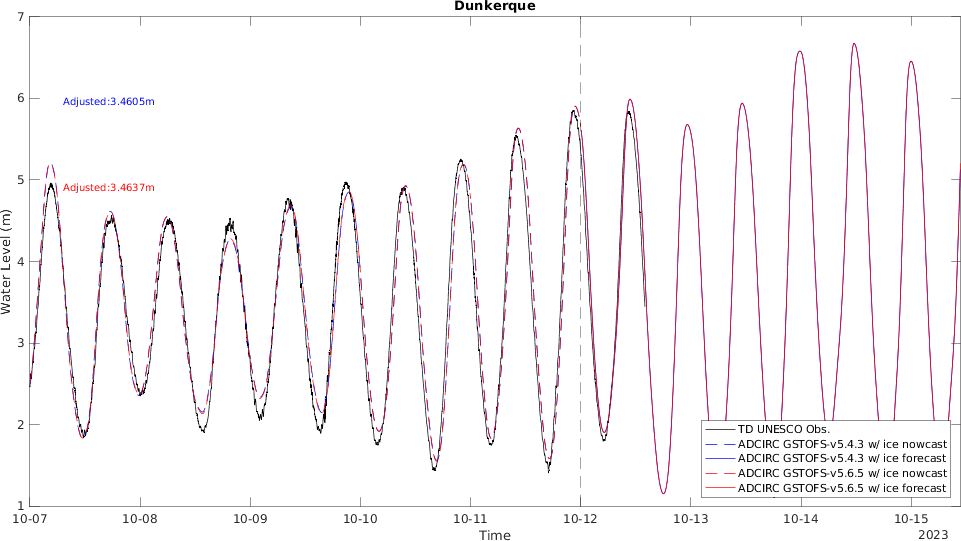 Dunkerque
Water Level (m)
7
6
5
4
3
2
1
Adjusted:3.4605m
Adjusted:3.4637m
TD UNESCO Obs.
ADCIRC GSTOFS-v5.4.3 w/ ice nowcast
ADCIRC GSTOFS-v5.4.3 w/ ice forecast
ADCIRC GSTOFS-v5.6.5 w/ ice nowcast
ADCIRC GSTOFS-v5.6.5 w/ ice forecast
10-07 10-08 10-09 10-10 10-11 10-12 10-13 10-14 10-15
Time
2023